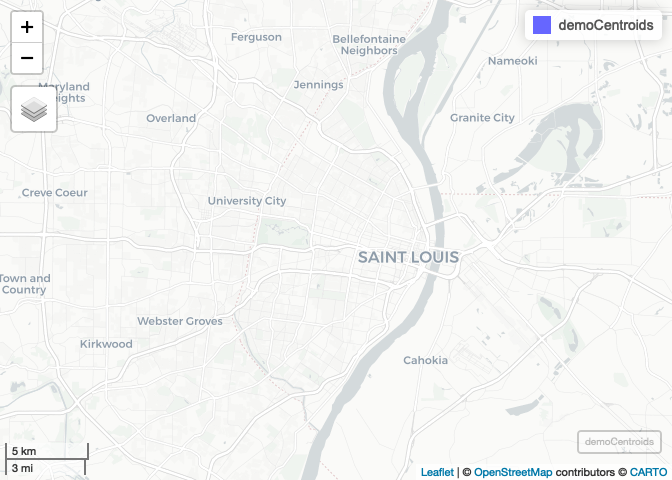 +
−
demoCentroids
Ferguson
Bellefontaine
Neighbors
Nameoki
Maryland
Heights
Jennings
Overland
Granite City
Creve Coeur
University City
SAINT LOUIS
Town and
Country
Webster Groves
Kirkwood
Cahokia
demoCentroids
5 km
3 mi
Leaflet | © OpenStreetMap contributors © CARTO